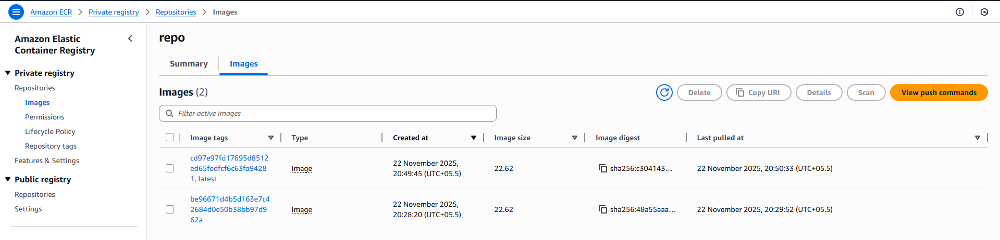 Amazon ECR > Private registry > Repositories > Images
Amazon Elastic
Container Registry
Private registry
Repositories
Images
Permissions
Lifecycle Policy
Repository tags
Features & Settings
Public registry
Repositories
Settings
repo
Summary
Images
Images (2)
Delete
Copy URI
Details
Scan
View push commands
Filter active images
Image tags Type Created at Image size Image digest Last pulled at
cd97e97fd17695d8512
ed65fedfcf6c63fa9428
1, latest
Image
22 November 2025,
20:49:45 (UTC+05.5)
22.62
sha256:c304143...
22 November 2025, 20:50:33 (UTC+05.5)
be96671d4b5d163e7c4
2684d0e50b38bb97d9
62a
Image
22 November 2025,
20:28:20 (UTC+05.5)
22.62
sha256:48a55aaa...
22 November 2025, 20:29:52 (UTC+05.5)